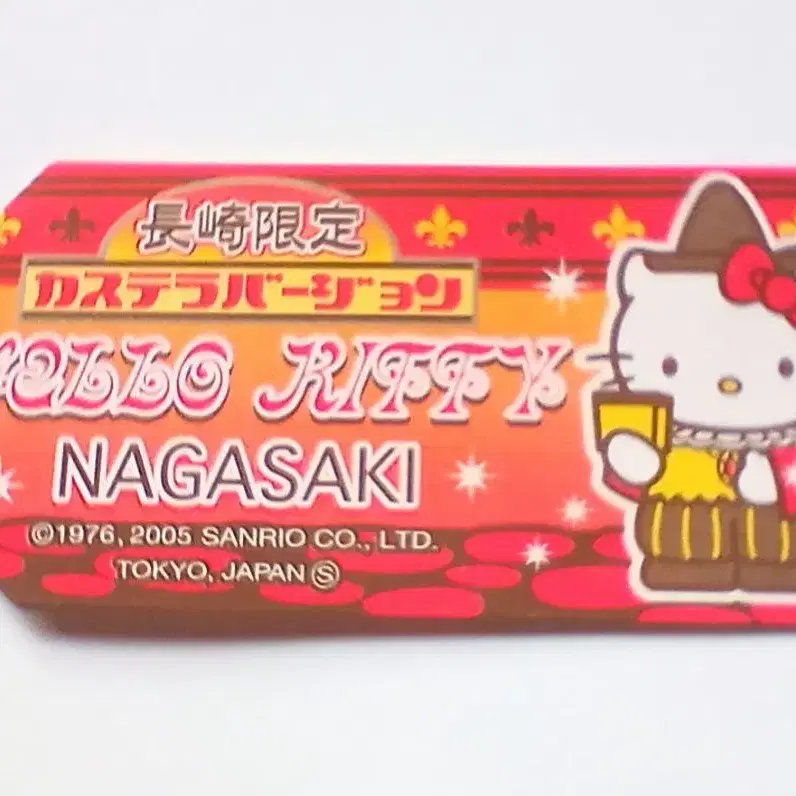 長崎限定
カステラバージョン
HELLO KITTY
NAGASAKI
©1976, 2005 SANRIO CO., LTD.
TOKYO, JAPAN Ⓢ